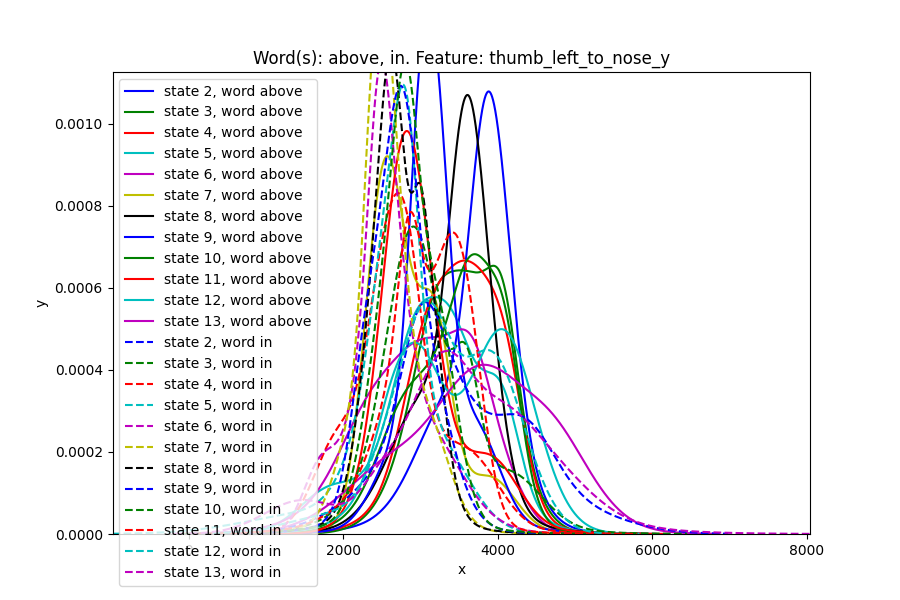 Word(s): above, in. Feature: thumb_left_to_nose_y
y
0.0010
0.0008
0.0006
0.0004
0.0002
0.0000
state 2, word above
state 3, word above
state 4, word above
state 5, word above
state 6, word above
state 7, word above
state 8, word above
state 9, word above
state 10, word above
state 11, word above
state 12, word above
state 13, word above
state 2, word in
state 3, word in
state 4, word in
state 5, word in
state 6, word in
state 7, word in
state 8, word in
state 9, word in
state 10, word in
state 11, word in
state 12, word in
state 13, word in
2000 4000 6000 8000
x